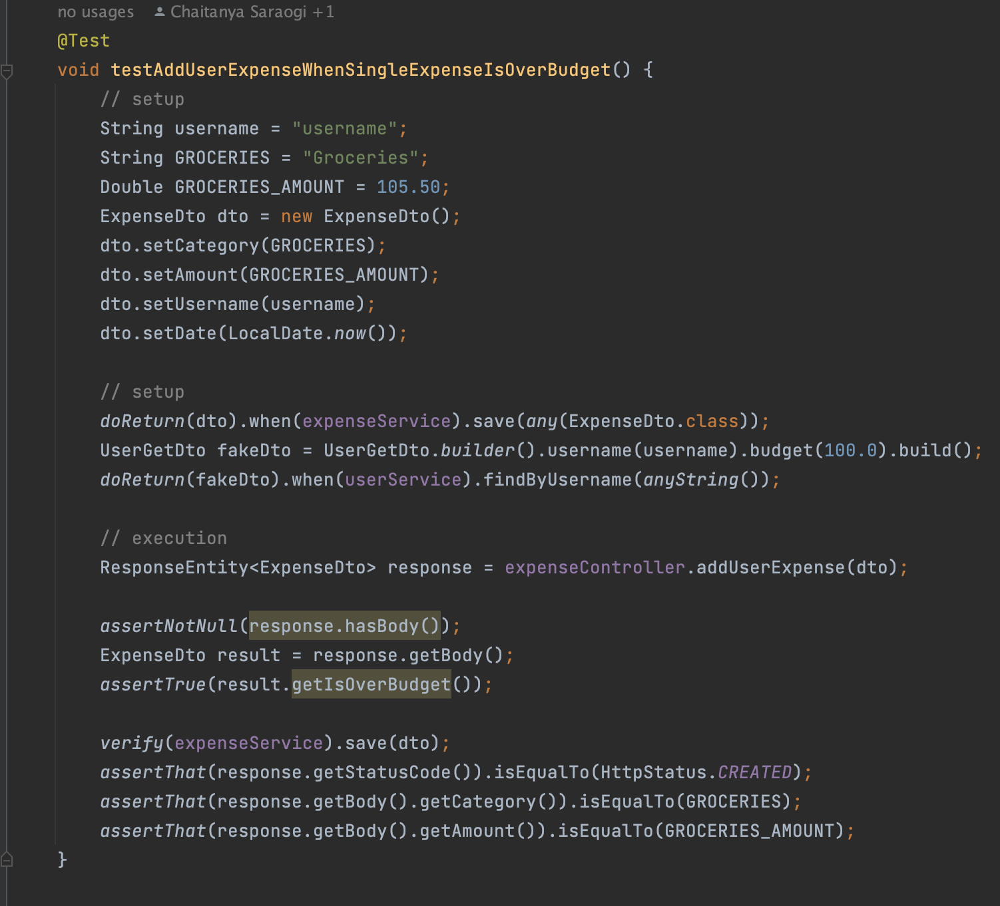 no usages Chaitanya Saraogi +1
@Test
void testAddUserExpenseWhenSingleExpenseIsOverBudget() {
// setup
String username = "username";
String GROCERIES = "Groceries";
Double GROCERIES_AMOUNT = 105.50;
ExpenseDto dto = new ExpenseDto();
dto.setCategory(GROCERIES);
dto.setAmount(GROCERIES_AMOUNT);
dto.setUsername(username);
dto.setDate(LocalDate.now());
// setup
doReturn(dto).when(expenseService).save(any(ExpenseDto.class));
UserGetDto fakeDto = UserGetDto.builder().username(username).budget(100.0).build();
doReturn(fakeDto).when(userService).findByUsername(anyString());
// execution
ResponseEntity<ExpenseDto> response = expenseController.addUserExpense(dto);
assertNotNull(response.hasBody());
ExpenseDto result = response.getBody();
assertTrue(result.getIsOverBudget());
verify(expenseService).save(dto);
assertThat(response.getStatusCode()).isEqualTo(HttpStatus.CREATED);
assertThat(response.getBody().getCategory()).isEqualTo(GROCERIES);
assertThat(response.getBody().getAmount()).isEqualTo(GROCERIES_AMOUNT);
}